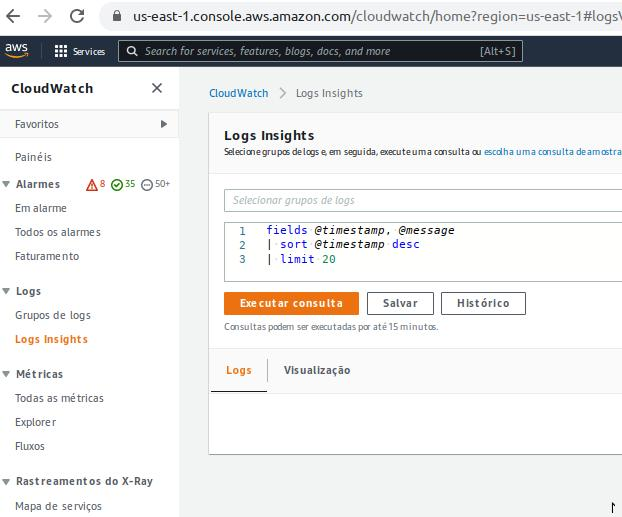 us-east-1.console.aws.amazon.com/cloudwatch/home?region=us-east-1#logsV
aws
Services
Search for services, features, blogs, docs, and more
[Alt+S]
CloudWatch
Favoritos
Painéis
Alarmes 8 35 50+
Em alarme
Todos os alarmes
Faturamento
Logs
Grupos de logs
Logs Insights
Métricas
Todas as métricas
Explorer
Fluxos
Rastreamentos do X-Ray
Mapa de serviços
CloudWatch
Logs Insights
Logs Insights
Selecione grupos de logs e, em seguida, execute uma consulta ou escolha uma consulta de amostra
Selecionar grupos de logs
1 fields @timestamp, @message
2 | sort @timestamp desc
3 | limit 20
Executar consulta
Salvar
Histórico
Consultas podem ser executadas por até 15 minutos.
Logs
Visualização